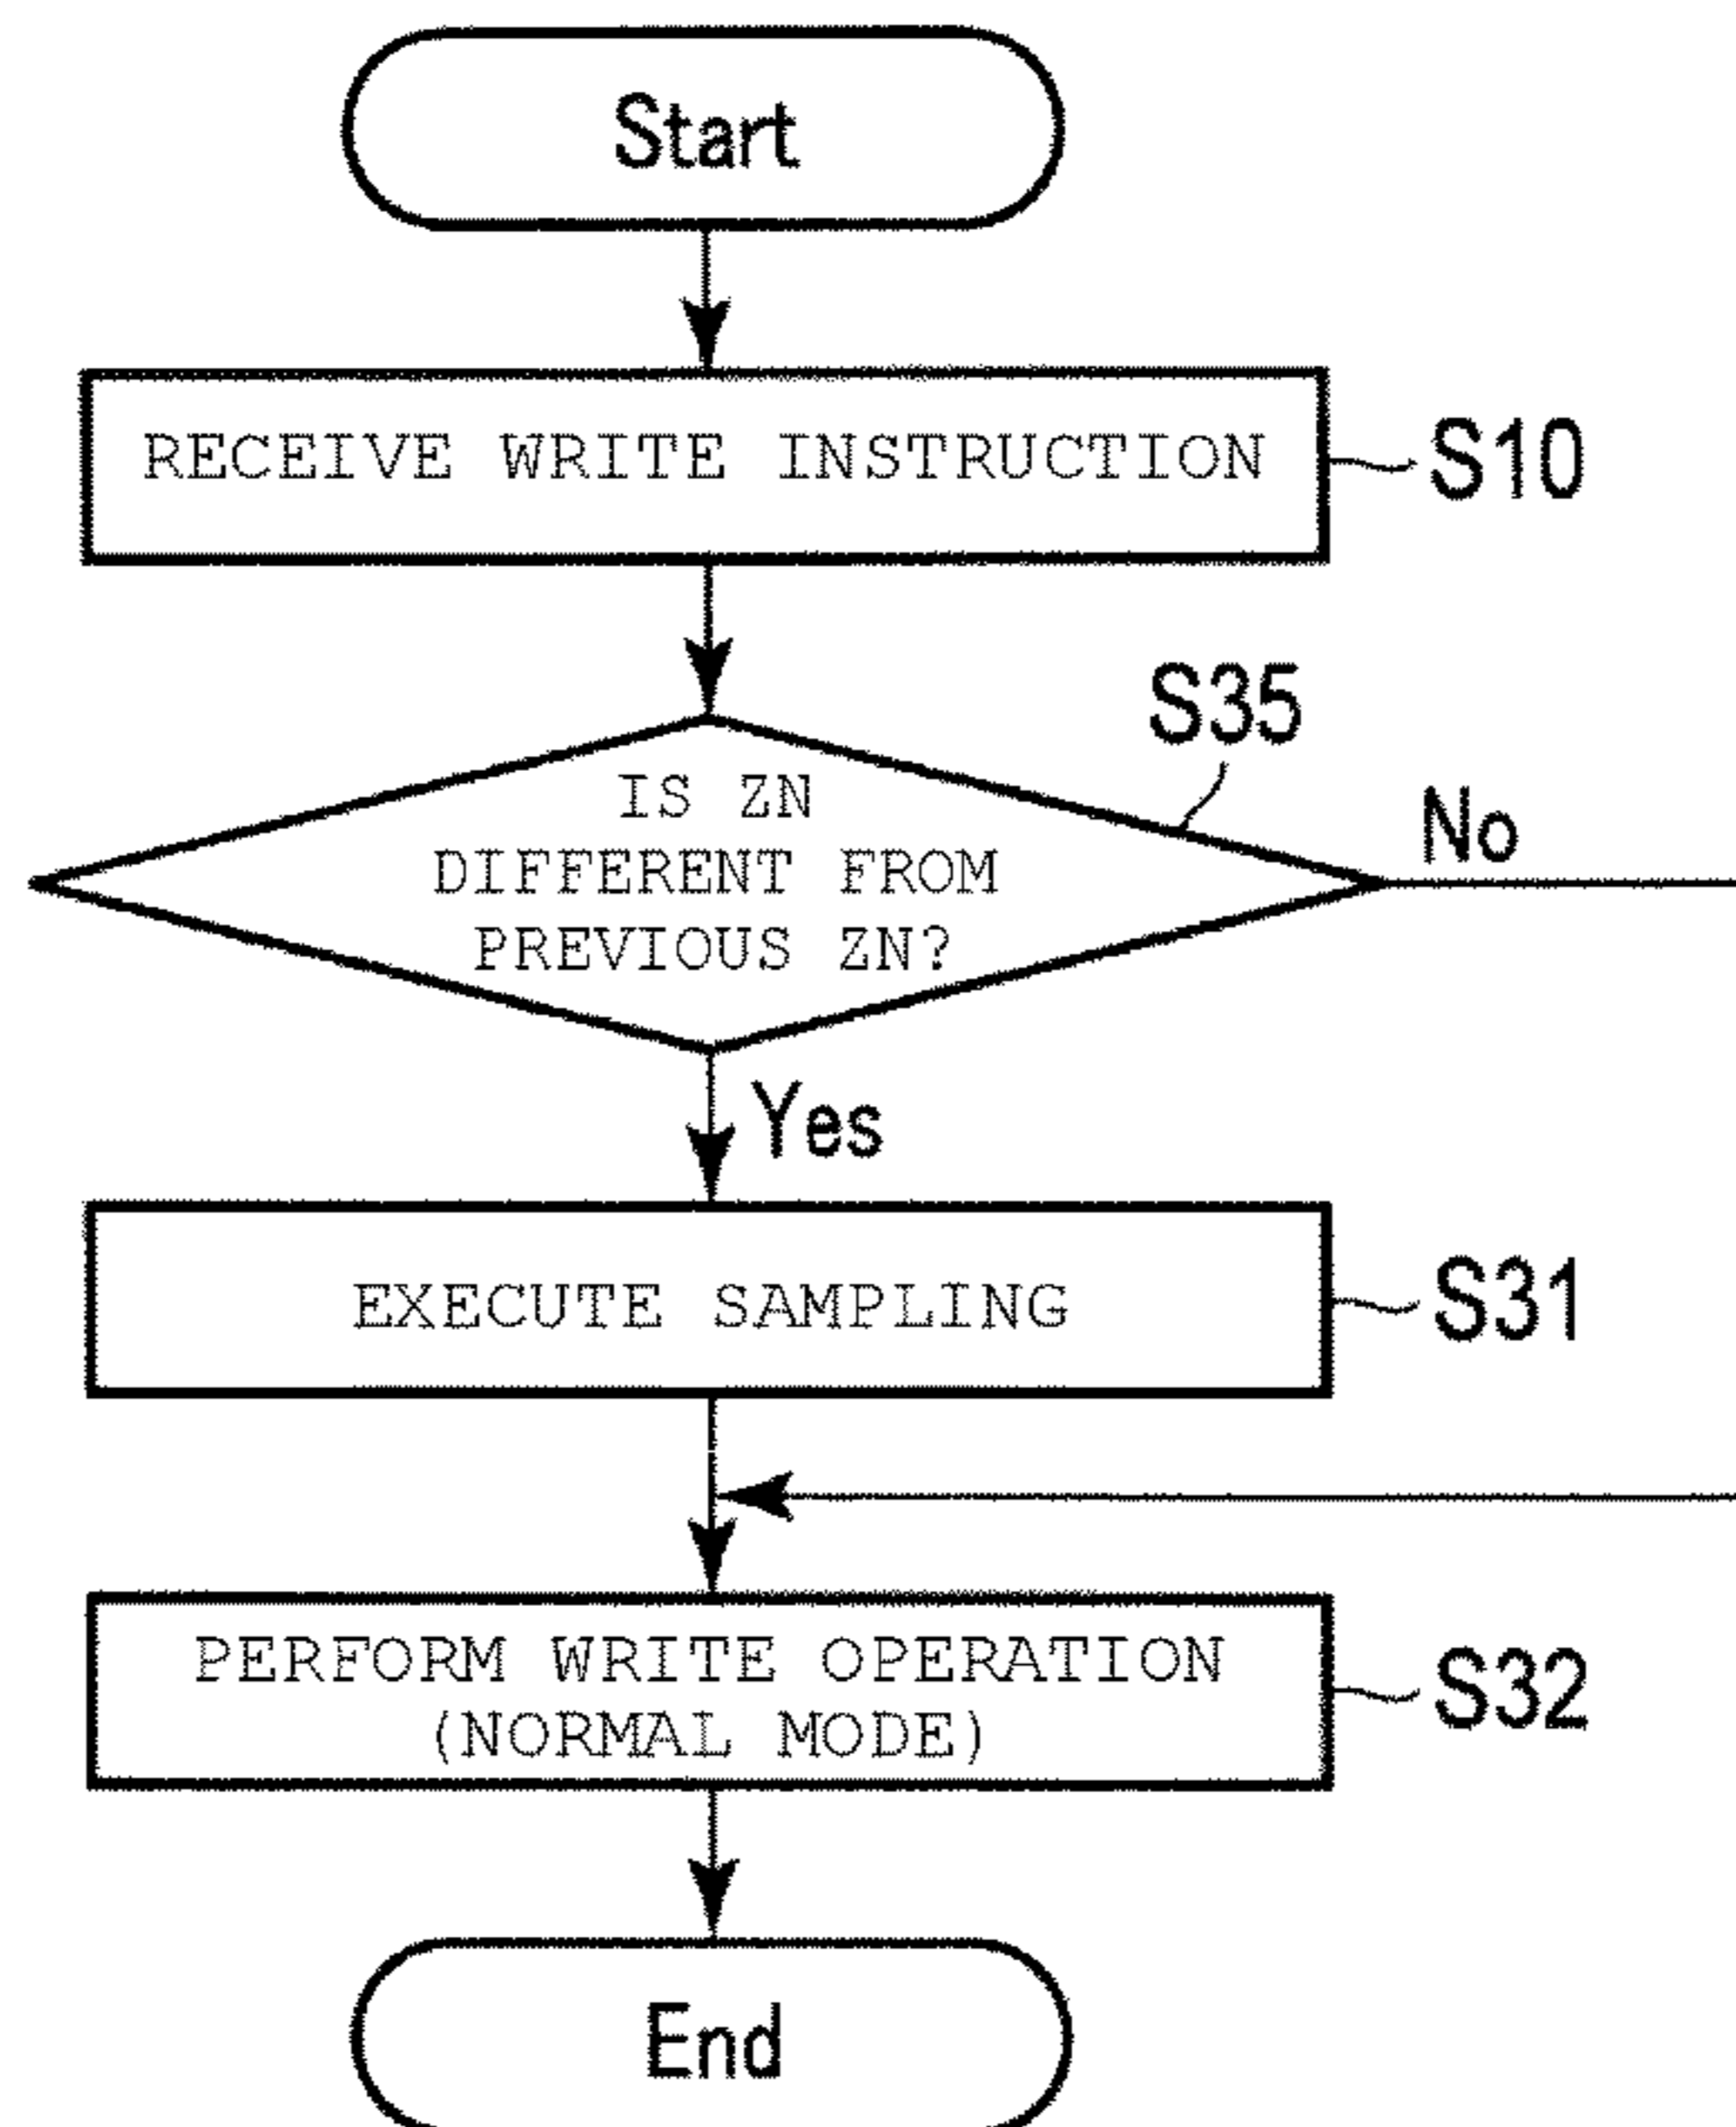 Start
RECEIVE WRITE INSTRUCTION
S10
S35
IS ZN
DIFFERENT FROM
PREVIOUS ZN?
No
Yes
EXECUTE SAMPLING
S31
PERFORM WRITE OPERATION
(NORMAL MODE)
S32
End